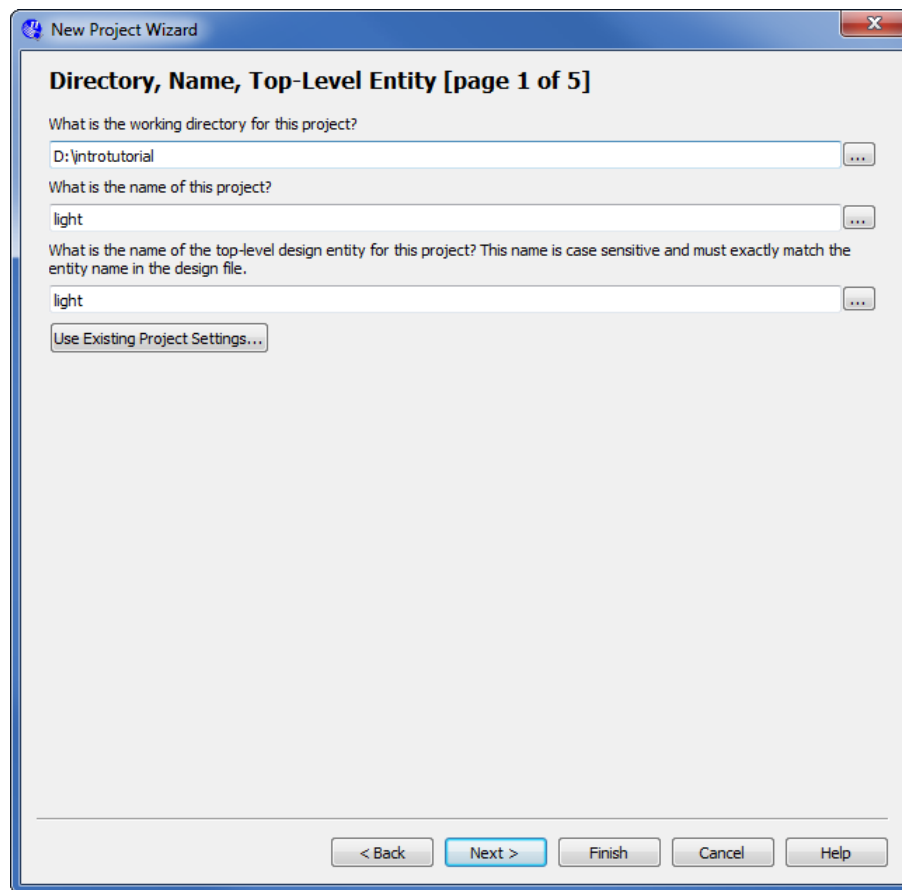 New Project Wizard
Directory, Name, Top-Level Entity [page 1 of 5]
What is the working directory for this project?
D:\introtutorial
...
What is the name of this project?
light
...
What is the name of the top-level design entity for this project? This name is case sensitive and must exactly match the
entity name in the design file.
light
...
Use Existing Project Settings...
< Back Next > Finish Cancel Help